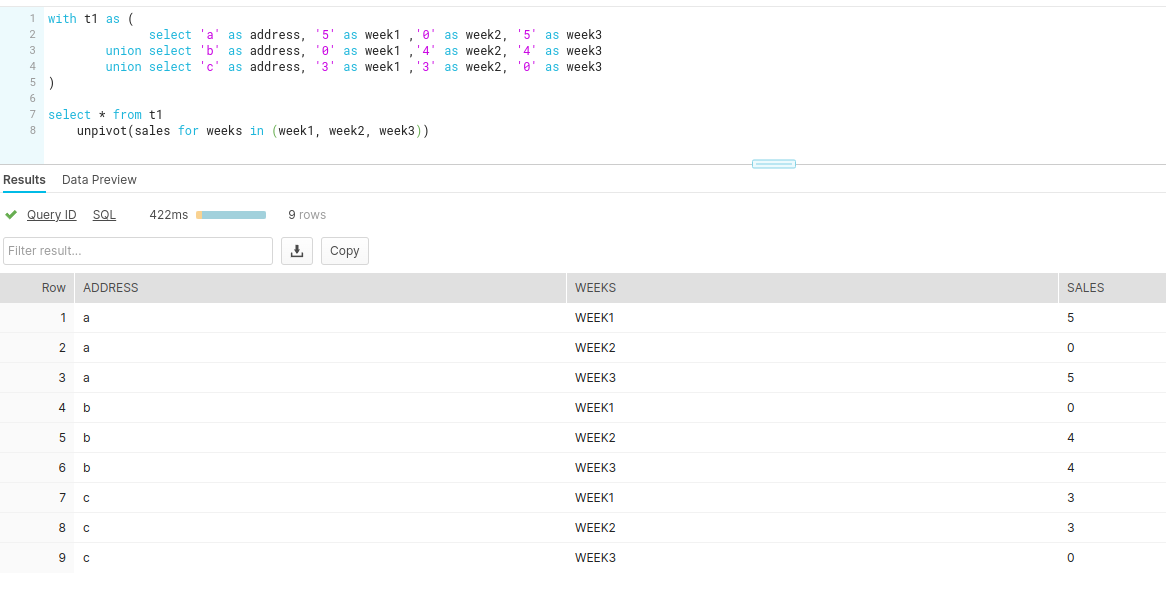 1 with t1 as (
2 select 'a' as address, '5' as week1 ,'0' as week2, '5' as week3
3 union select 'b' as address, '0' as week1 ,'4' as week2, '4' as week3
4 union select 'c' as address, '3' as week1 ,'3' as week2, '0' as week3
5 )
6
7 select * from t1
8 unpivot(sales for weeks in (week1, week2, week3))
Results Data Preview
Query ID SQL 422ms 9 rows
Filter result... Copy
Row ADDRESS WEEKS SALES
1 a WEEK1 5
2 a WEEK2 0
3 a WEEK3 5
4 b WEEK1 0
5 b WEEK2 4
6 b WEEK3 4
7 c WEEK1 3
8 c WEEK2 3
9 c WEEK3 0